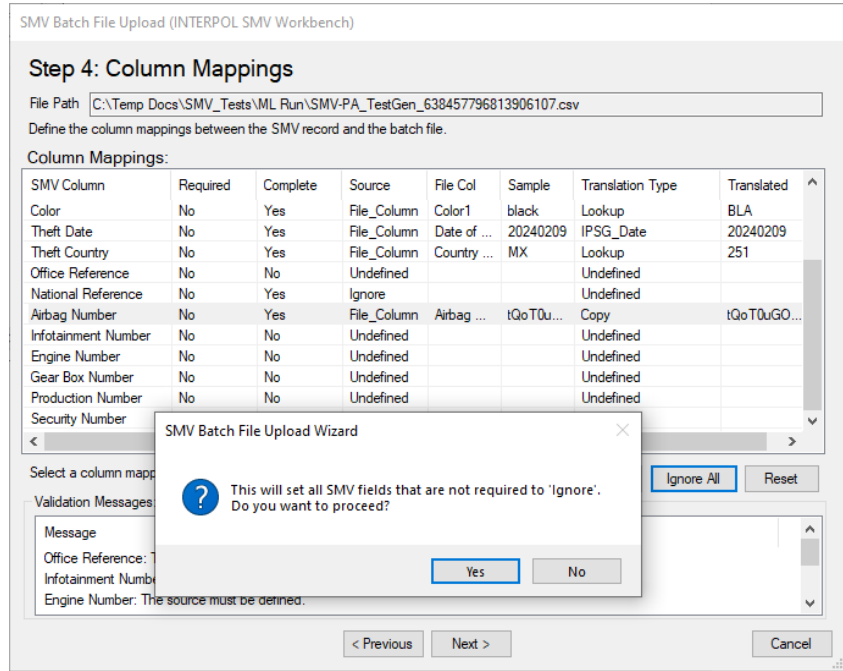 SMV Batch File Upload (INTERPOL SMV Workbench)
Step 4: Column Mappings
File Path C:\Temp Docs\SMV_Tests\ML Run\SMV-PA_TestGen_638457796813906107.csv
Define the column mappings between the SMV record and the batch file.
Column Mappings:
SMV Column Required Complete Source File Col Sample Translation Type Translated
Color No Yes File_Column Color1 black Lookup BLA
Theft Date No Yes File_Column Date of ... 20240209 IPSG_Date 20240209
Theft Country No Yes File_Column Country ... MX Lookup 251
Office Reference No No Undefined Undefined
National Reference No Yes Ignore Undefined
Airbag Number No Yes File_Column Airbag ... tQoT0u... Copy tQoT0uGO...
Infotainment Number No No Undefined Undefined
Engine Number No No Undefined Undefined
Gear Box Number No No Undefined Undefined
Production Number No No Undefined Undefined
Security Number
SMV Batch File Upload Wizard
This will set all SMV fields that are not required to 'Ignore'.
Do you want to proceed?
Yes No
Select a column mapp
Ignore All Reset
Validation Messages:
Message
Office Reference: T
Infotainment Numbe
Engine Number: The source must be defined.
< Previous Next > Cancel